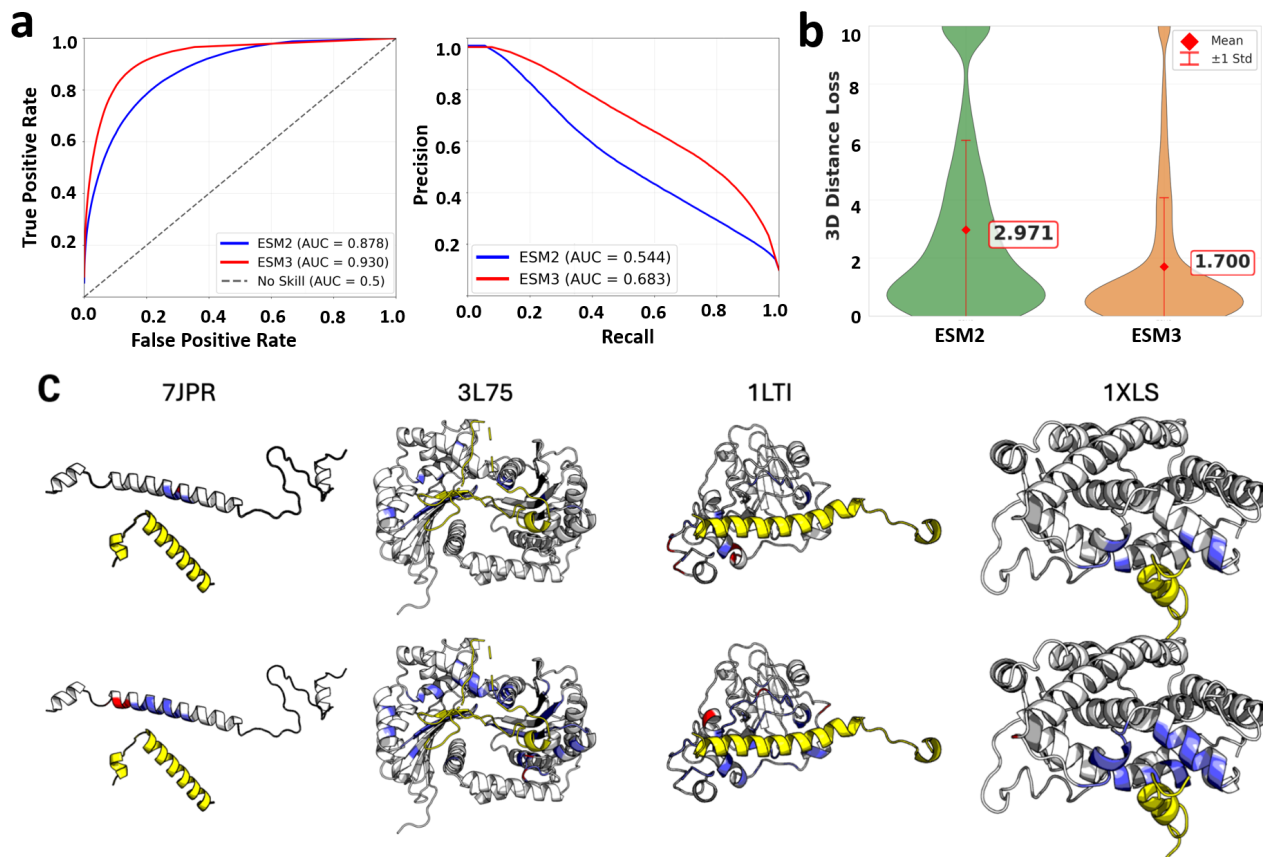 a
True Positive Rate
1.0
0.8
0.6
0.4
0.2
0.0 0.2 0.4 0.6 0.8 1.0
False Positive Rate
ESM2 (AUC = 0.878)
ESM3 (AUC = 0.930)
No Skill (AUC = 0.5)
Precision
1.0
0.8
0.6
0.4
0.2
0.0 0.2 0.4 0.6 0.8 1.0
Recall
ESM2 (AUC = 0.544)
ESM3 (AUC = 0.683)
b
3D Distance Loss
10
8
6
4
2
0
Mean
±1 Std
2.971
1.700
ESM2 ESM3
c
7JPR 3L75 1LTI 1XLS